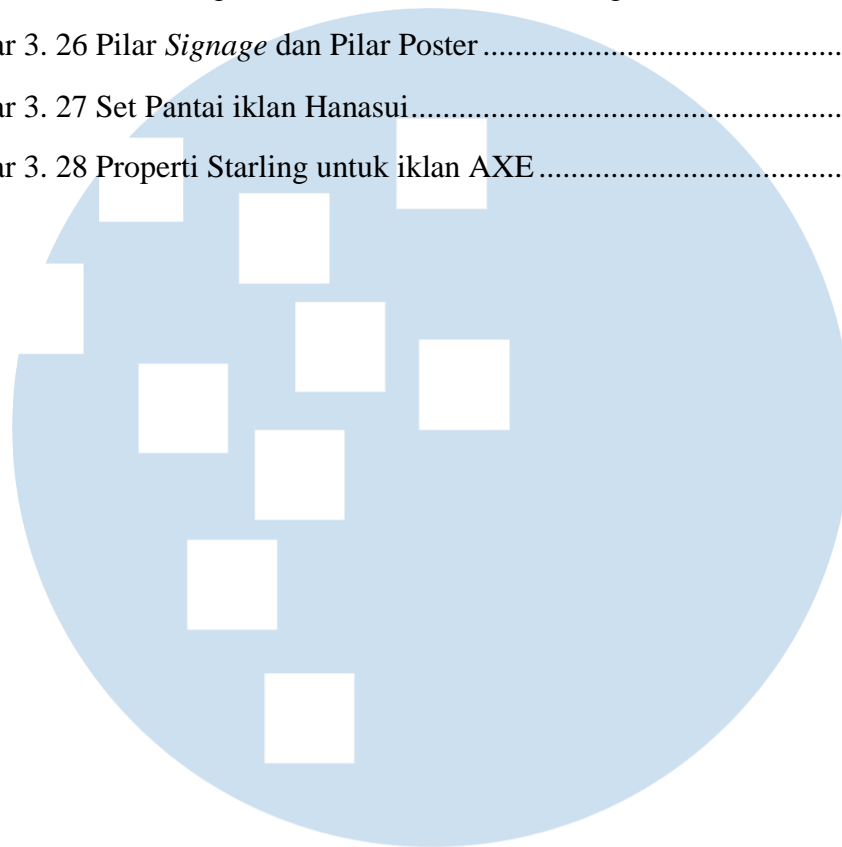 ar 3. 26 Pilar Signage dan Pilar Poster ............................................
ar 3. 27 Set Pantai iklan Hanasui.....................................................
ar 3. 28 Properti Starling untuk iklan AXE ......................................